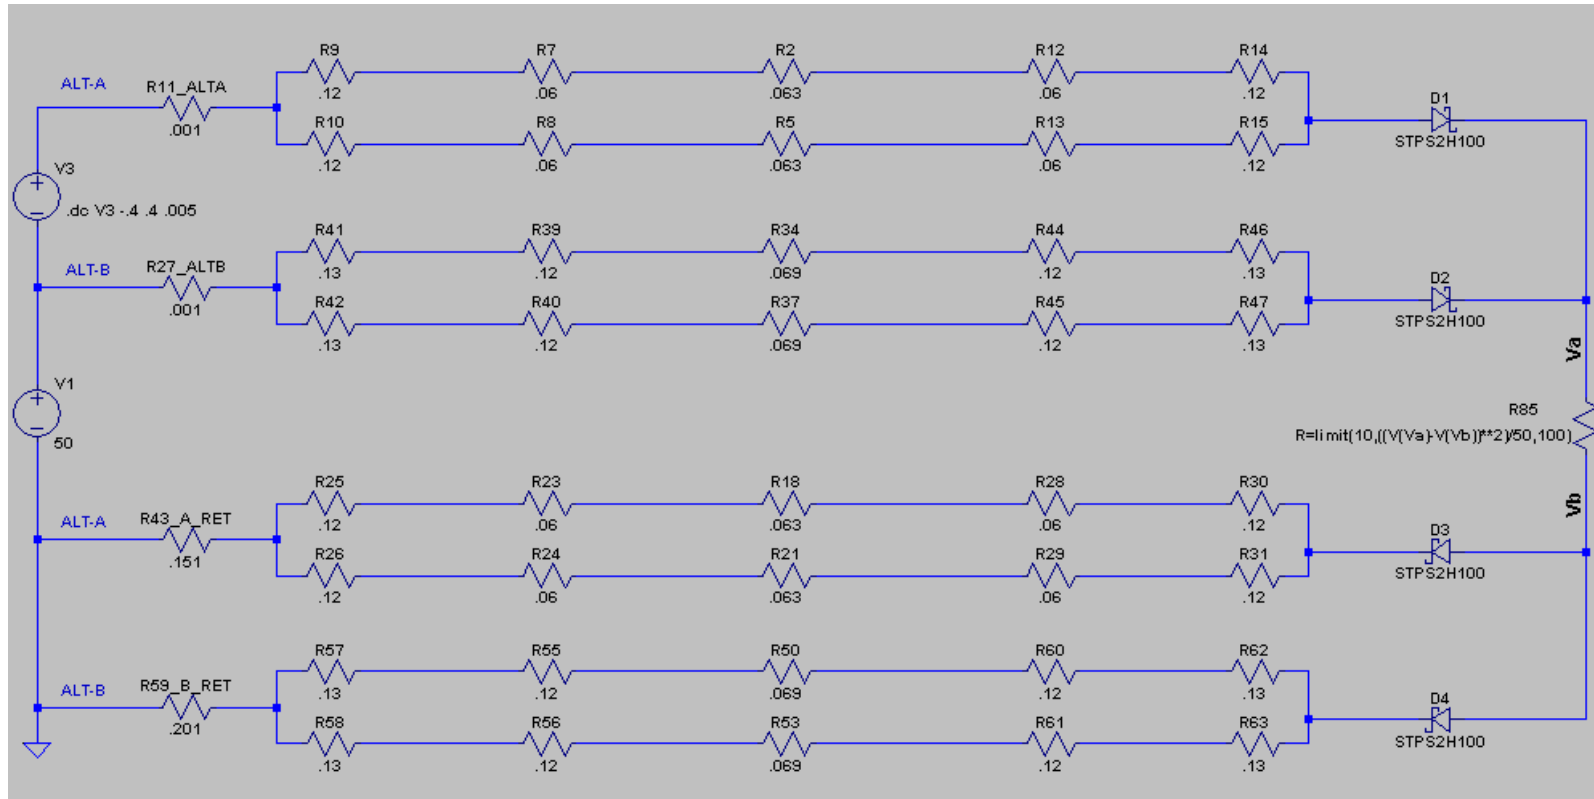 R9
R7
R2
R12
R14
ALT-A
R11_ALTA
.12
.06
.063
.06
.12
D1
.001
R10
R8
R5
R13
R15
STPS2H100
.12
.06
.063
.06
.12
V3
.dc V3 -.4 .4 .005
R41
R39
R34
R44
R46
ALT-B
R27_ALTB
.13
.12
.069
.12
.13
D2
.001
R42
R40
R37
R45
R47
STPS2H100
.13
.12
.069
.12
.13
Va
V1
50
R85
R=limit(10,((V(Va)-V(Vb))**2)/50,100)
R25
R23
R18
R28
R30
Vb
ALT-A
R43_A_RET
.12
.06
.063
.06
.12
D3
.151
R26
R24
R21
R29
R31
STPS2H100
.12
.06
.063
.06
.12
R57
R55
R50
R60
R62
ALT-B
R59_B_RET
.13
.12
.069
.12
.13
D4
.201
R58
R56
R53
R61
R63
STPS2H100
.13
.12
.069
.12
.13